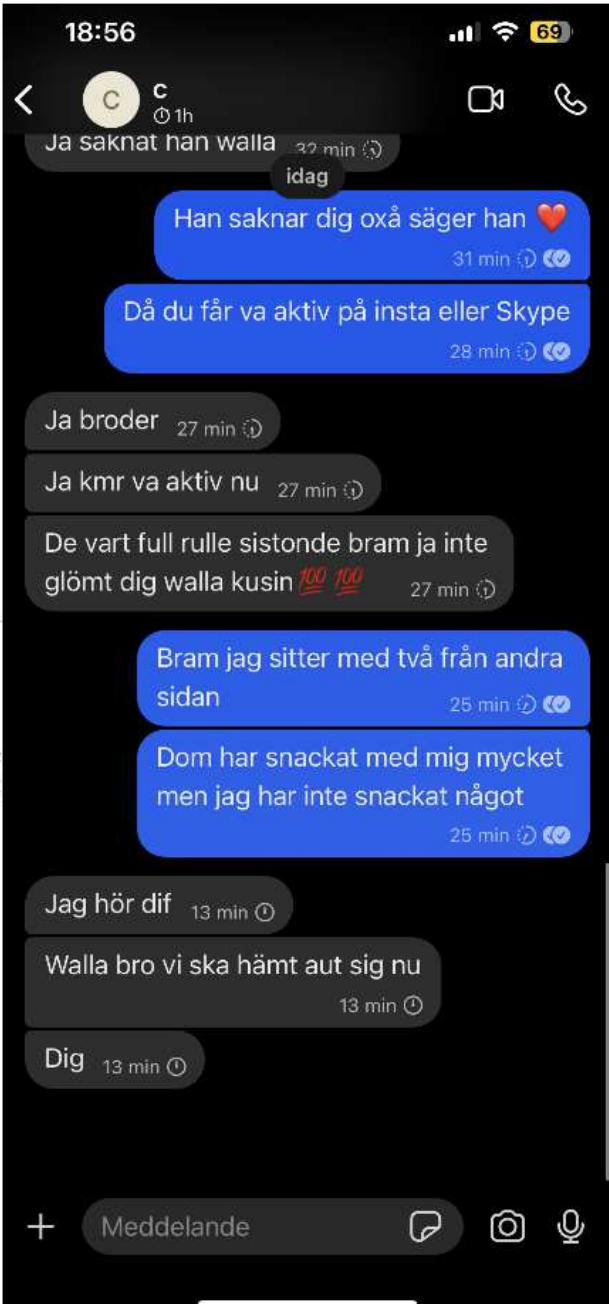 18:56
69
C
C
1h
Ja saknat han walla 32 min
idag
Han saknar dig oxå säger han ❤️
31 min
Då du får va aktiv på insta eller Skype
28 min
Ja broder 27 min
Ja kmr va aktiv nu 27 min
De vart full rulle sistonde bram ja inte
glömt dig walla kusin 💯 💯 27 min
Bram jag sitter med två från andra
sidan 25 min
Dom har snackat med mig mycket
men jag har inte snackat något
25 min
Jag hör dif 13 min
Walla bro vi ska hämt aut sig nu
13 min
Dig 13 min
Meddelande